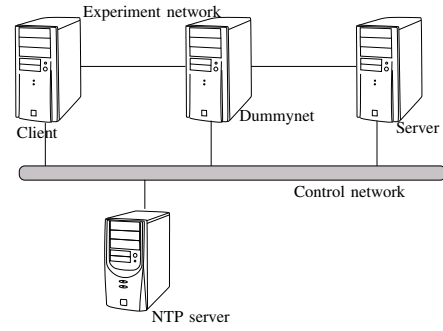 Experiment network
Dummynet
Client
Server
Control network
NTP server